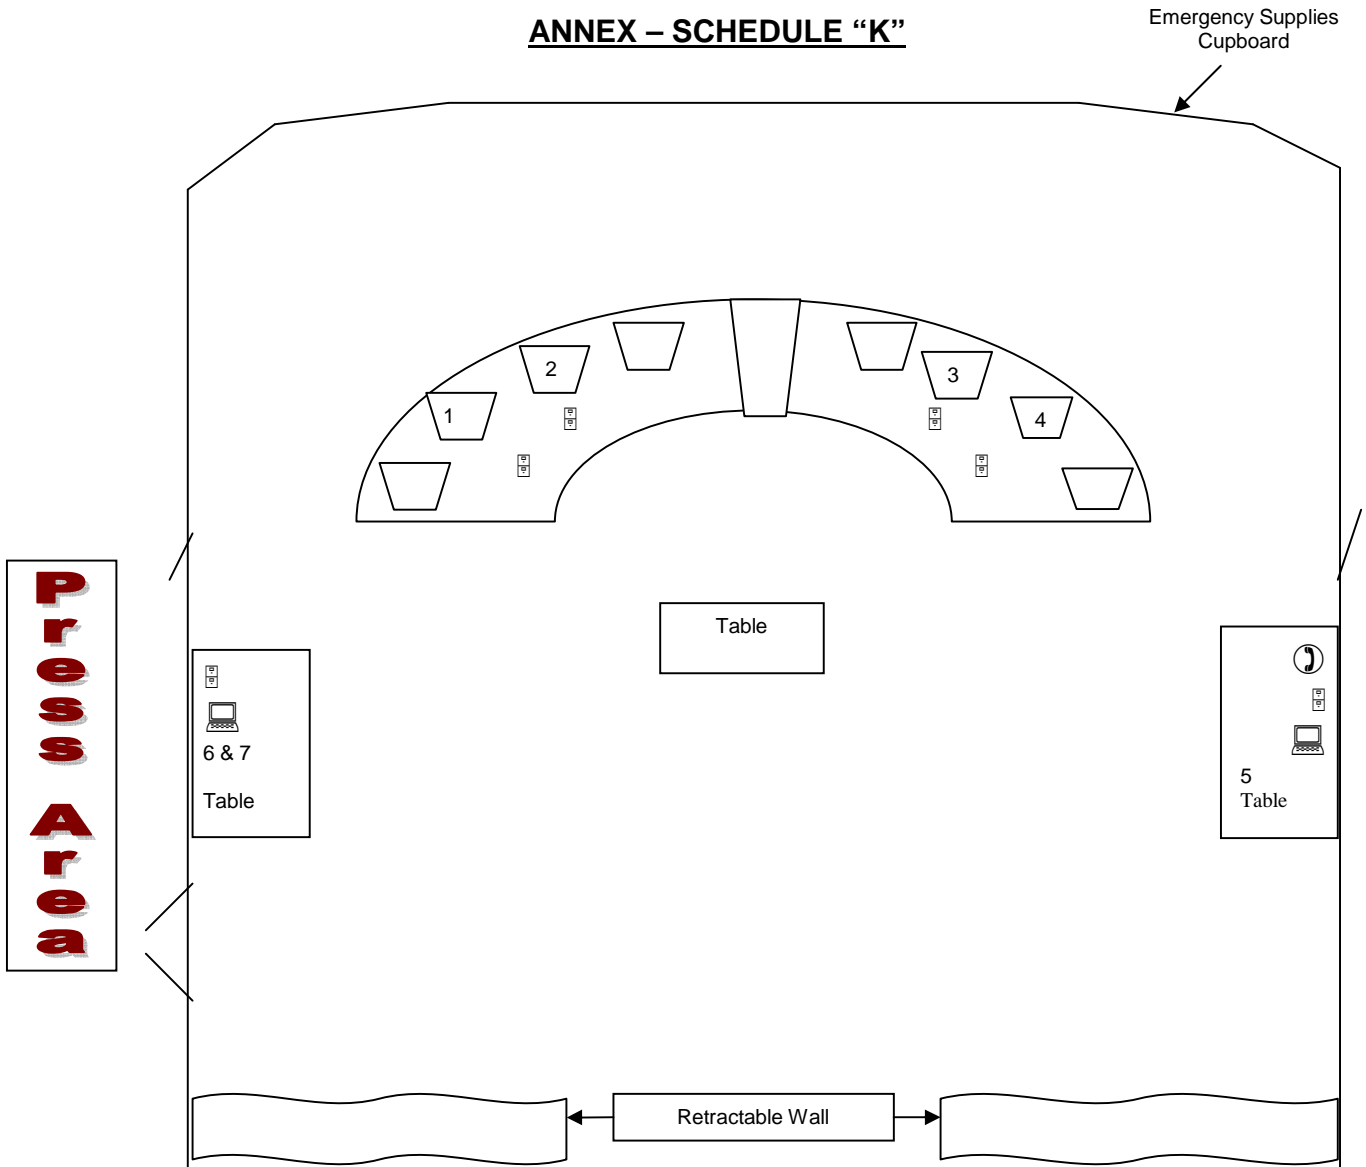 ANNEX – SCHEDULE “K”
Emergency Supplies
Cupboard
2
3
1
4
Press Area
Table
6 & 7
Table
5
Table
Retractable Wall